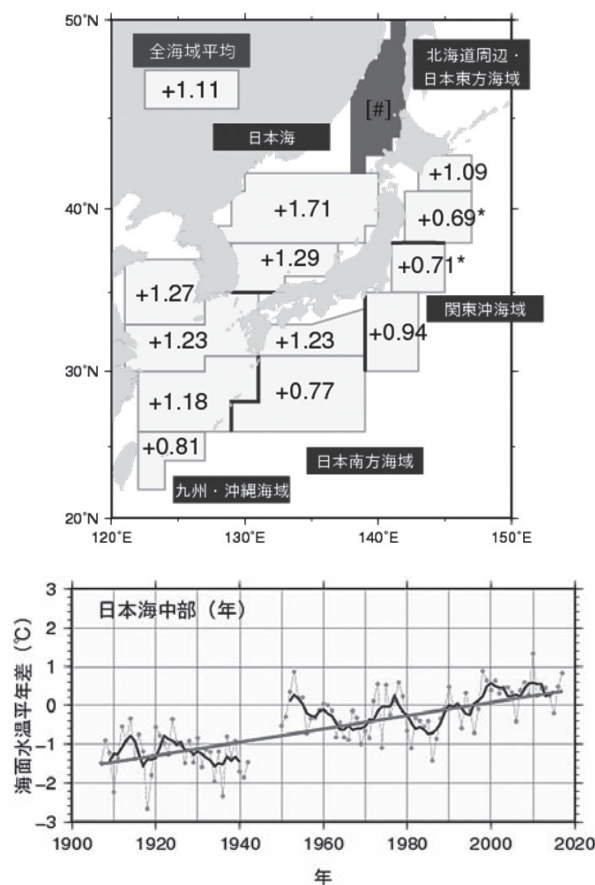 50°N
全海域平均
+1.11
北海道周辺・
日本東方海域
[#]
日本海
+1.09
40°N
+1.71
+0.69*
+1.29
+0.71*
+1.27
関東沖海域
+0.94
+1.23
+1.23
30°N
+1.18
+0.77
+0.81
日本南方海域
九州・沖縄海域
20°N
120°E
130°E
140°E
150°E
3
日本海中部(年)
2
1
0
-1
-2
-3
海面水温平年差(℃)
1900
1920
1940
1960
1980
2000
2020
年